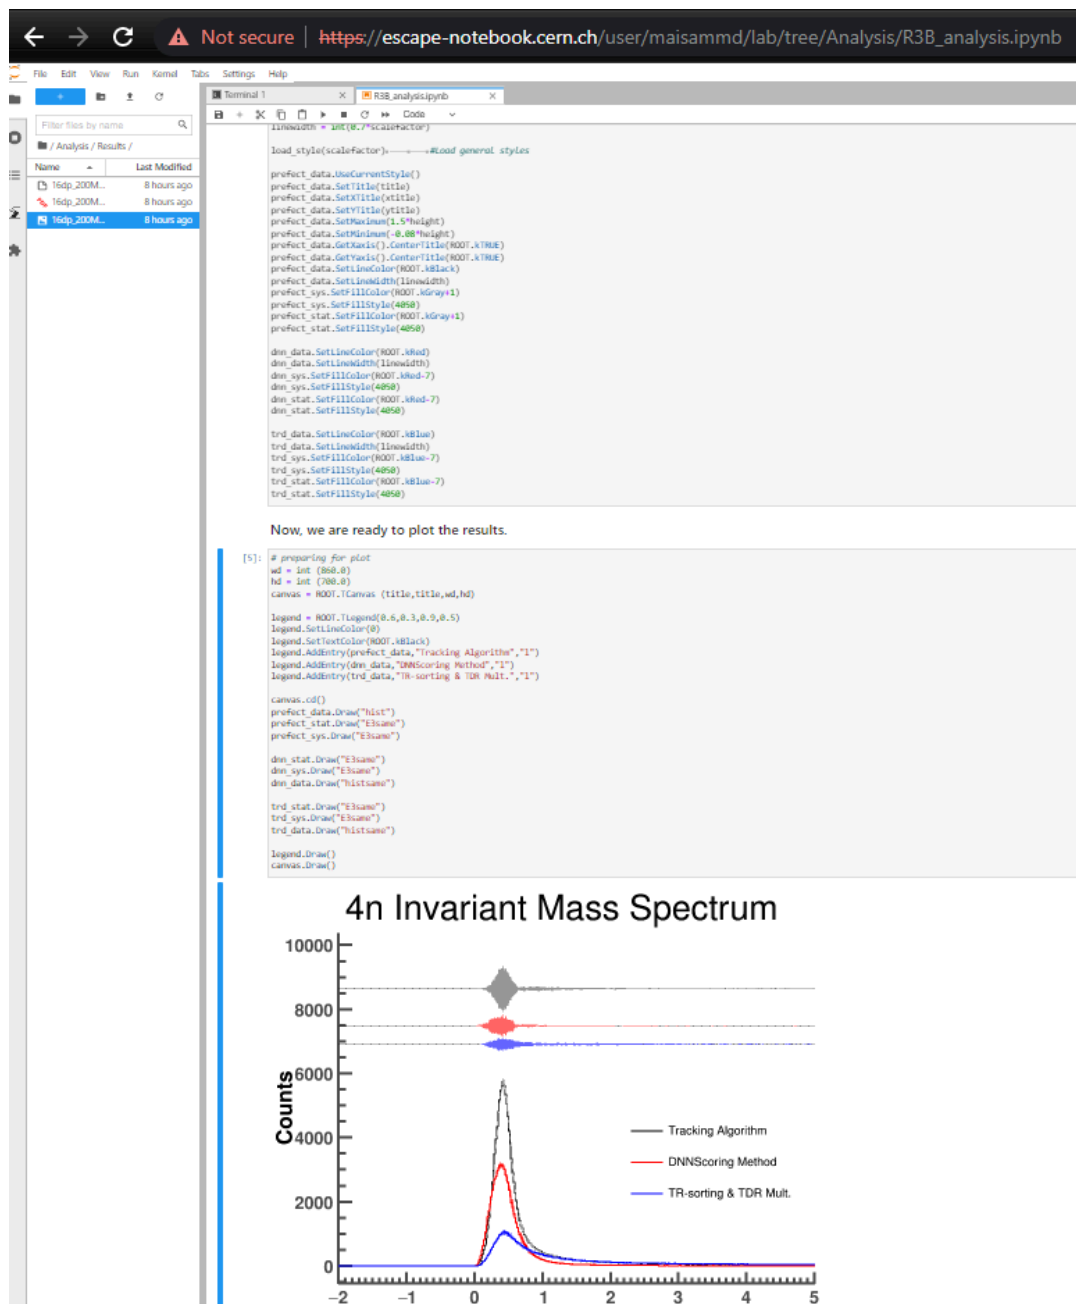 Not secure | https://escape-notebook.cern.ch/user/maisammd/lab/tree/Analysis/R3B_analysis.ipynb
File Edit View Run Kernel Tabs Settings Help
Terminal 1
R3B_analysis.ipynb
Code
Filter files by name
/ Analysis / Results /
Name
Last Modified
16dp_200M... 8 hours ago
16dp_200M... 8 hours ago
16dp_200M... 8 hours ago
linewidth = int(0.7*scalefactor)
load_style(scalefactor) #Load general styles
prefect_data.UseCurrentStyle()
prefect_data.SetTitle(title)
prefect_data.SetXTitle(xtitle)
prefect_data.SetYTitle(ytitle)
prefect_data.SetMaximum(1.5*height)
prefect_data.SetMinimum(-0.08*height)
prefect_data.GetXaxis().CenterTitle(ROOT.kTRUE)
prefect_data.GetYaxis().CenterTitle(ROOT.kTRUE)
prefect_data.SetLineColor(ROOT.kBlack)
prefect_data.SetLineWidth(linewidth)
prefect_sys.SetFillColor(ROOT.kGray+1)
prefect_sys.SetFillStyle(4050)
prefect_stat.SetFillColor(ROOT.kGray+1)
prefect_stat.SetFillStyle(4050)
dnn_data.SetLineColor(ROOT.kRed)
dnn_data.SetLineWidth(linewidth)
dnn_sys.SetFillColor(ROOT.kRed-7)
dnn_sys.SetFillStyle(4050)
dnn_stat.SetFillColor(ROOT.kRed-7)
dnn_stat.SetFillStyle(4050)
trd_data.SetLineColor(ROOT.kBlue)
trd_data.SetLineWidth(linewidth)
trd_sys.SetFillColor(ROOT.kBlue-7)
trd_sys.SetFillStyle(4050)
trd_stat.SetFillColor(ROOT.kBlue-7)
trd_stat.SetFillStyle(4050)
Now, we are ready to plot the results.
[5]: # preparing for plot
wd = int (860.0)
hd = int (700.0)
canvas = ROOT.TCanvas (title,title,wd,hd)
legend = ROOT.TLegend(0.6,0.3,0.9,0.5)
legend.SetLineColor(0)
legend.SetTextColor(ROOT.kBlack)
legend.AddEntry(prefect_data,"Tracking Algorithm","l")
legend.AddEntry(dnn_data,"DNNScoring Method","l")
legend.AddEntry(trd_data,"TR-sorting & TDR Mult.","l")
canvas.cd()
prefect_data.Draw("hist")
prefect_stat.Draw("E3same")
prefect_sys.Draw("E3same")
dnn_stat.Draw("E3same")
dnn_sys.Draw("E3same")
dnn_data.Draw("histsame")
trd_stat.Draw("E3same")
trd_sys.Draw("E3same")
trd_data.Draw("histsame")
legend.Draw()
canvas.Draw()
4n Invariant Mass Spectrum
Counts
10000
8000
6000
4000
2000
0
Tracking Algorithm
DNNScoring Method
TR-sorting & TDR Mult.
−2 −1 0 1 2 3 4 5